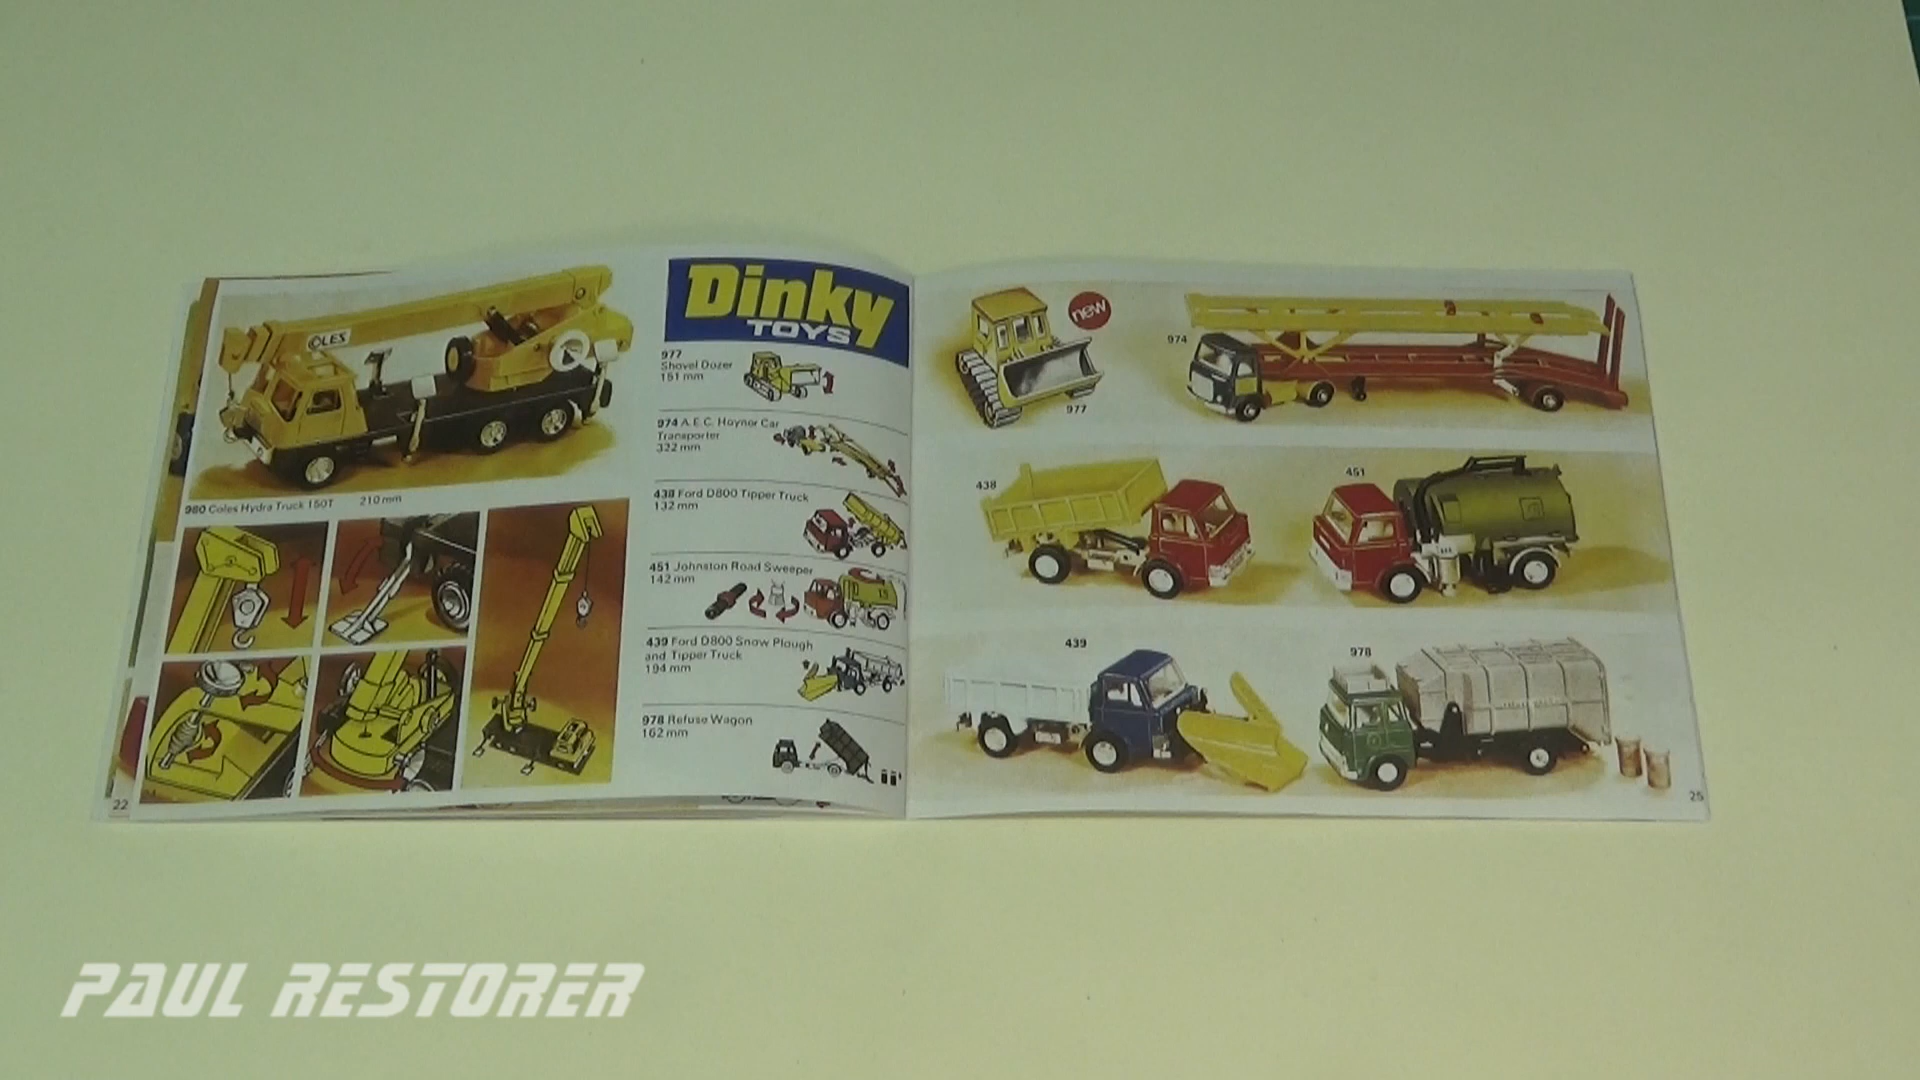 COLES
980 Coles Hydra Truck 150T 210 mm
22
Dinky
TOYS
977
Shovel Dozer
151 mm
974 A.E.C. Hoynor Car
Transporter
322 mm
438 Ford D800 Tipper Truck
132 mm
451 Johnston Road Sweeper
142 mm
439 Ford D800 Snow Plough
and Tipper Truck
194 mm
978 Refuse Wagon
162 mm
new
977
974
438
451
439
978
25
PAUL RESTORER